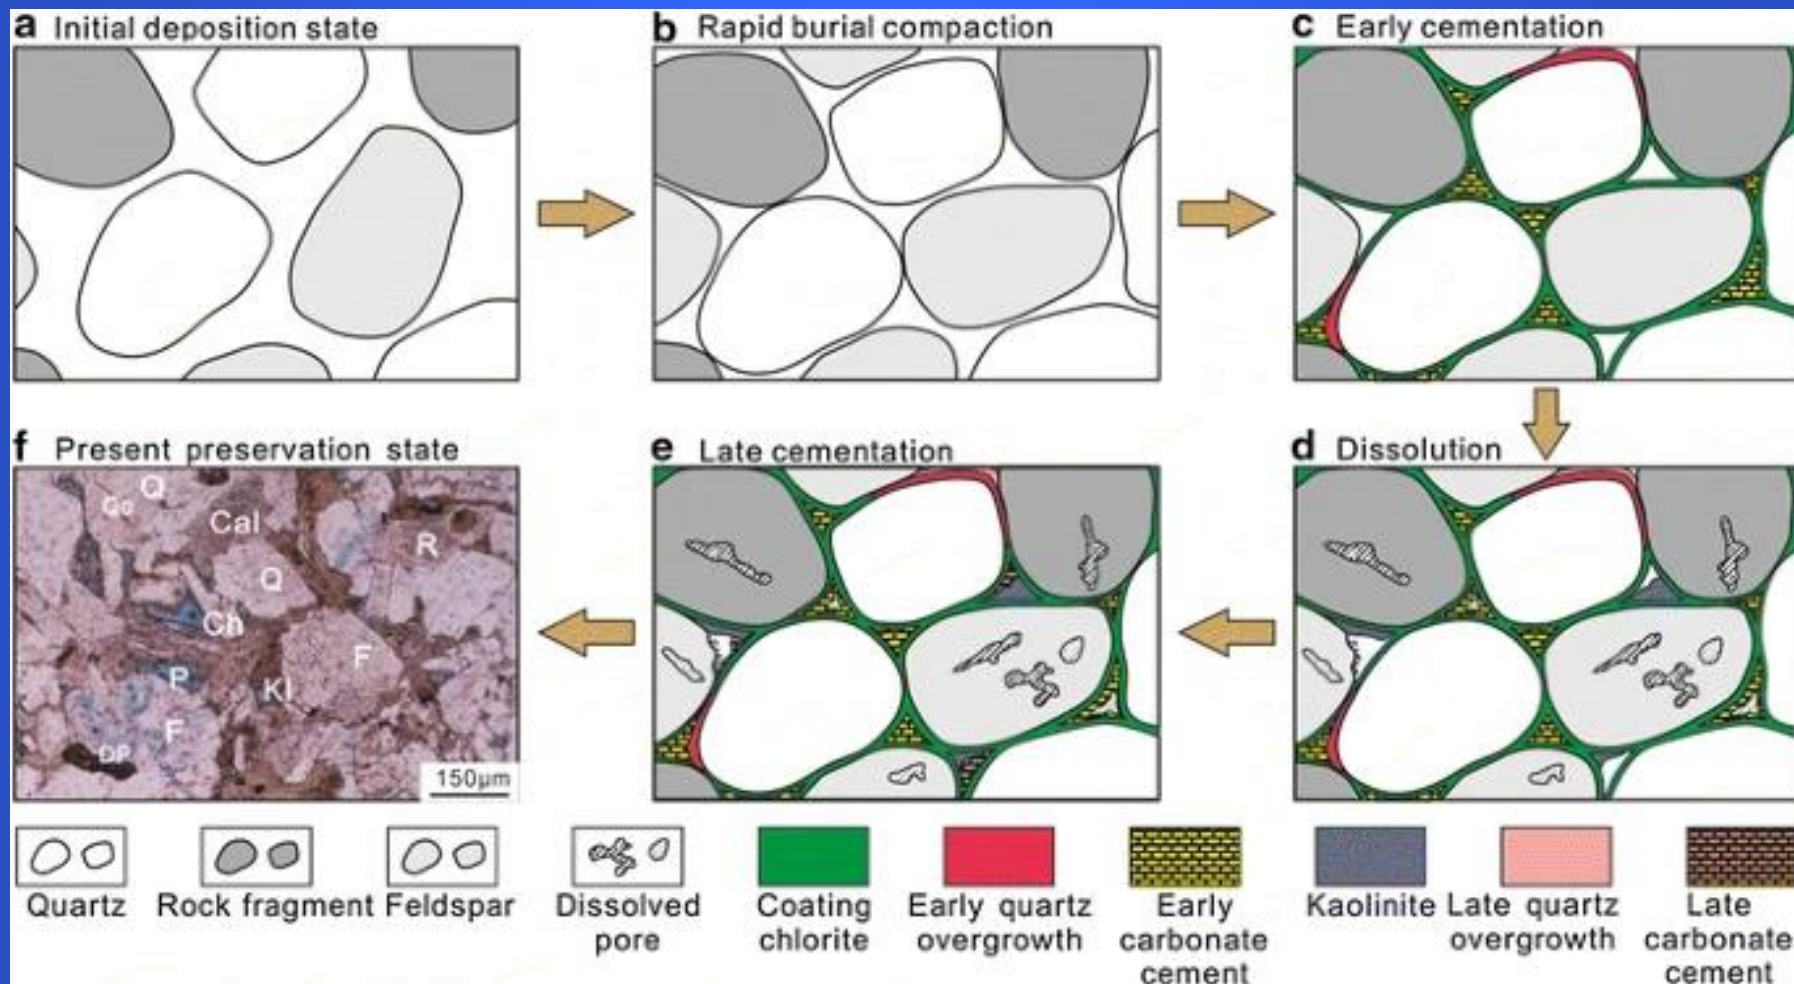 a Initial deposition state
b Rapid burial compaction
c Early cementation
f Present preservation state
e Late cementation
d Dissolution
Q
Qo
Cal
R
Q
Ch
F
P
Kl
F
DP
150μm
Quartz
Rock fragment
Feldspar
Dissolved
pore
Coating
chlorite
Early quartz
overgrowth
Early
carbonate
cement
Kaolinite
Late quartz
overgrowth
Late
carbonate
cement